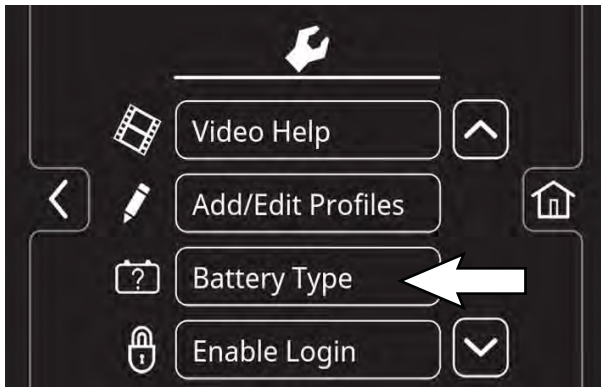 Video Help
Add/Edit Profiles
?
Battery Type
Enable Login